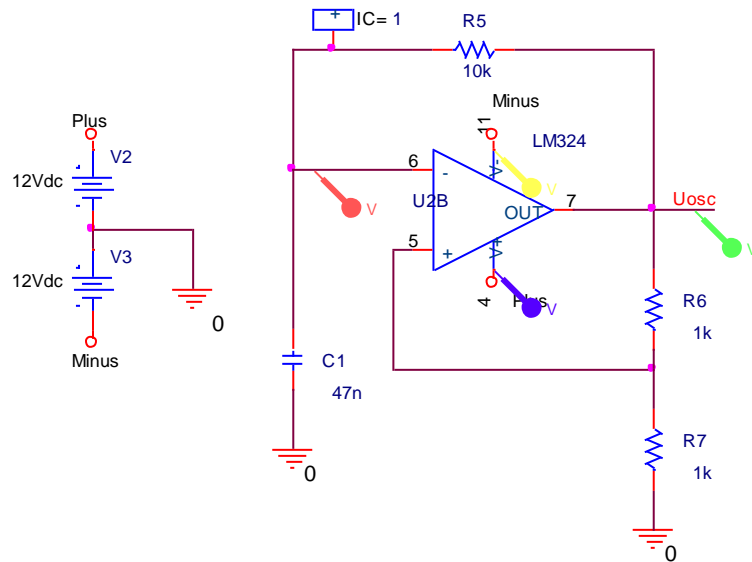 IC= 1
R5
10k
Minus
11
LM324
Plus
V2
12Vdc
V-
V
6
-
U2B
OUT
7
Uosc
V
V
V3
12Vdc
5
+
V+
4
Plus
V
R6
1k
0
Minus
C1
47n
R7
1k
0
0